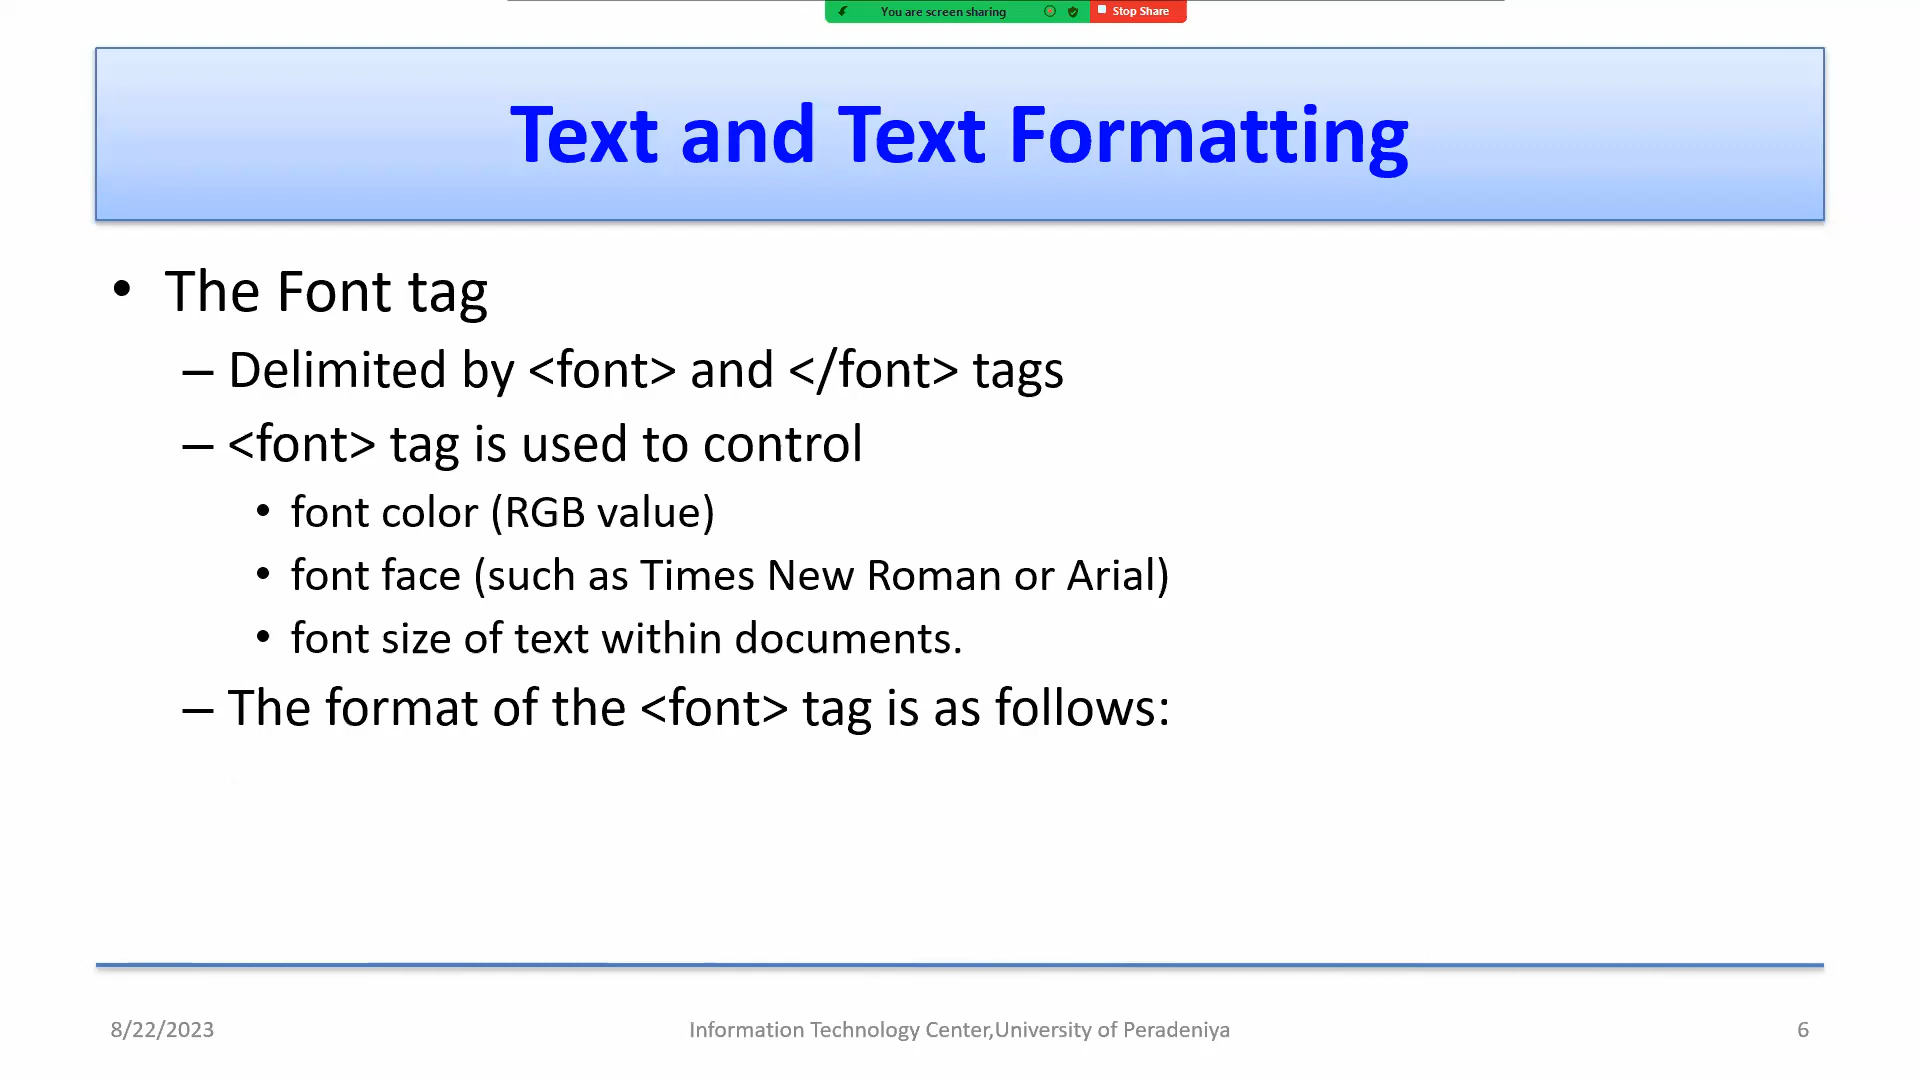 You are screen sharing Stop Share
Text and Text Formatting
• The Font tag
– Delimited by <font> and </font> tags
– <font> tag is used to control
• font color (RGB value)
• font face (such as Times New Roman or Arial)
• font size of text within documents.
– The format of the <font> tag is as follows:
8/22/2023 Information Technology Center,University of Peradeniya 6